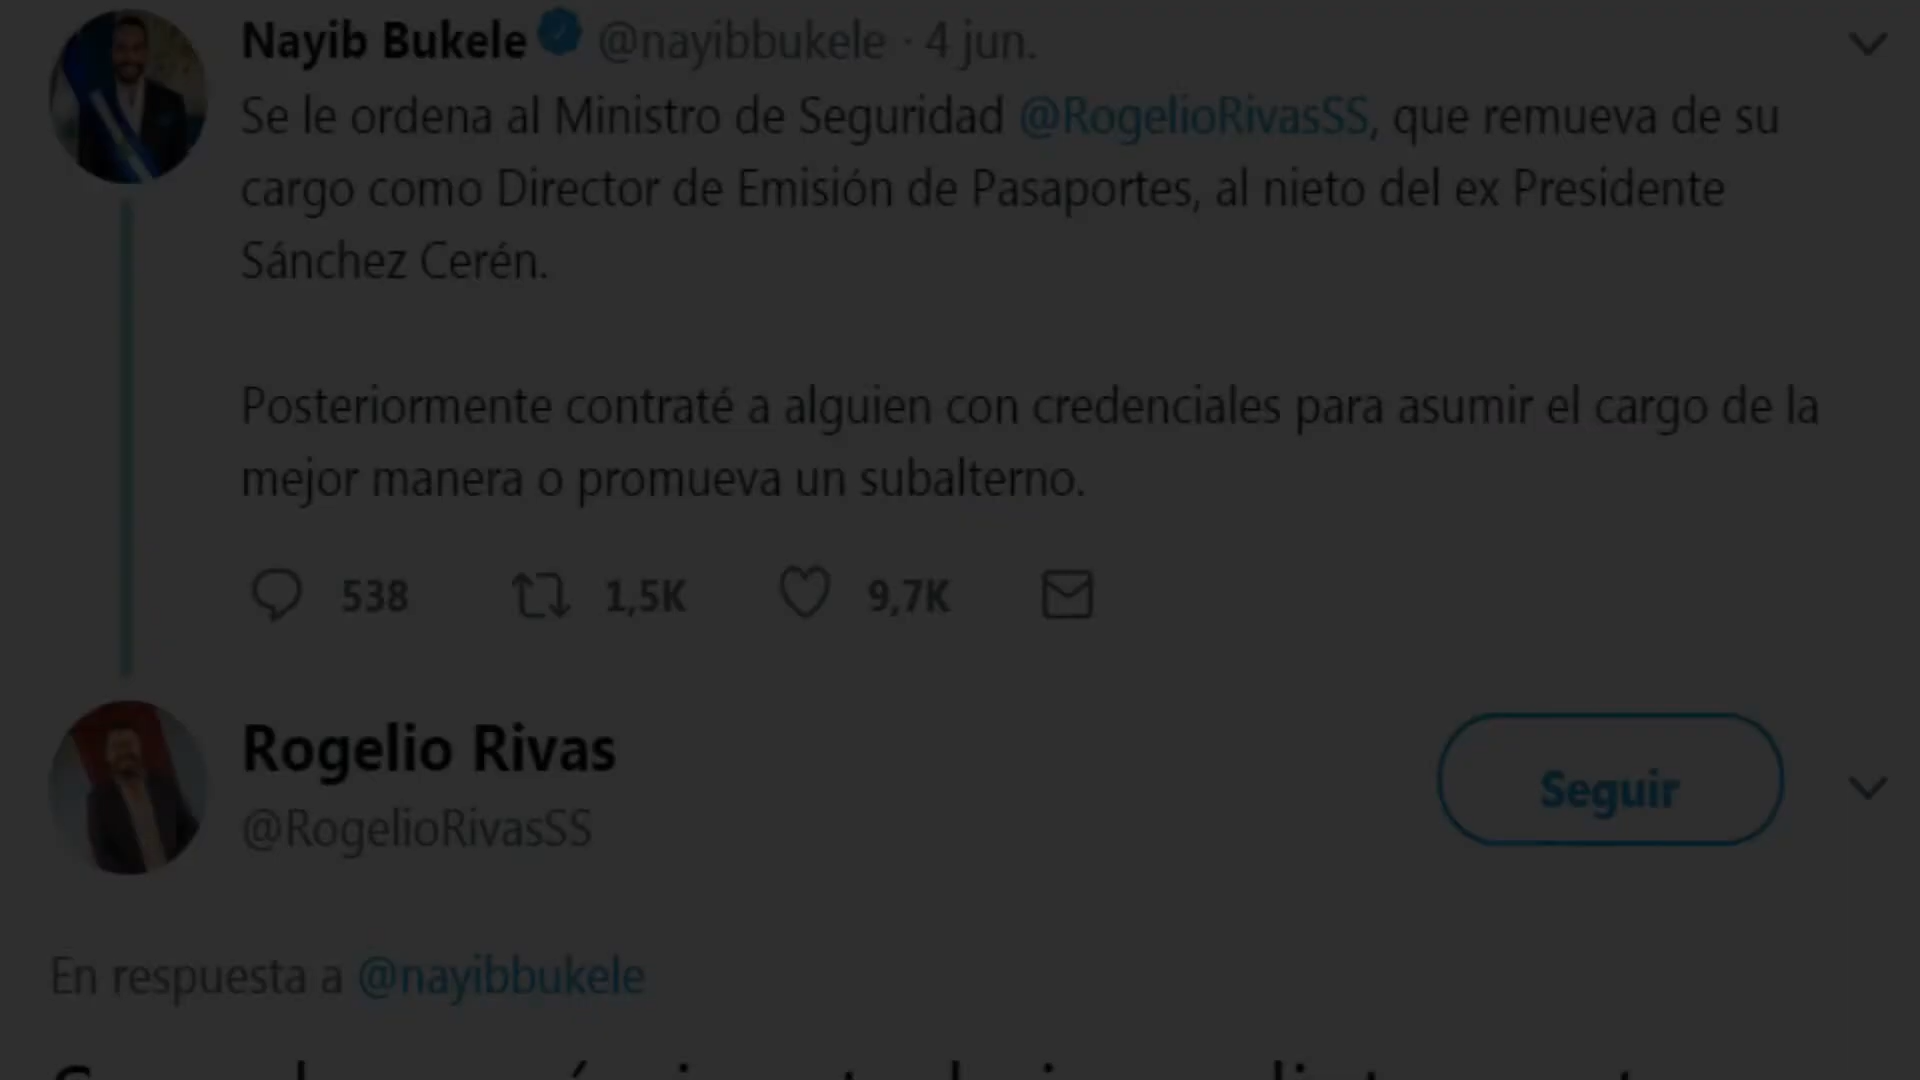 Nayib Bukele @nayibbukele · 4 jun.
Se le ordena al Ministro de Seguridad @RogelioRivasSS, que remueva de su
cargo como Director de Emisión de Pasaportes, al nieto del ex Presidente
Sánchez Cerén.
Posteriormente contraté a alguien con credenciales para asumir el cargo de la
mejor manera o promueva un subalterno.
538 1,5K 9,7K
Rogelio Rivas
Seguir
@RogelioRivasSS
En respuesta a @nayibbukele